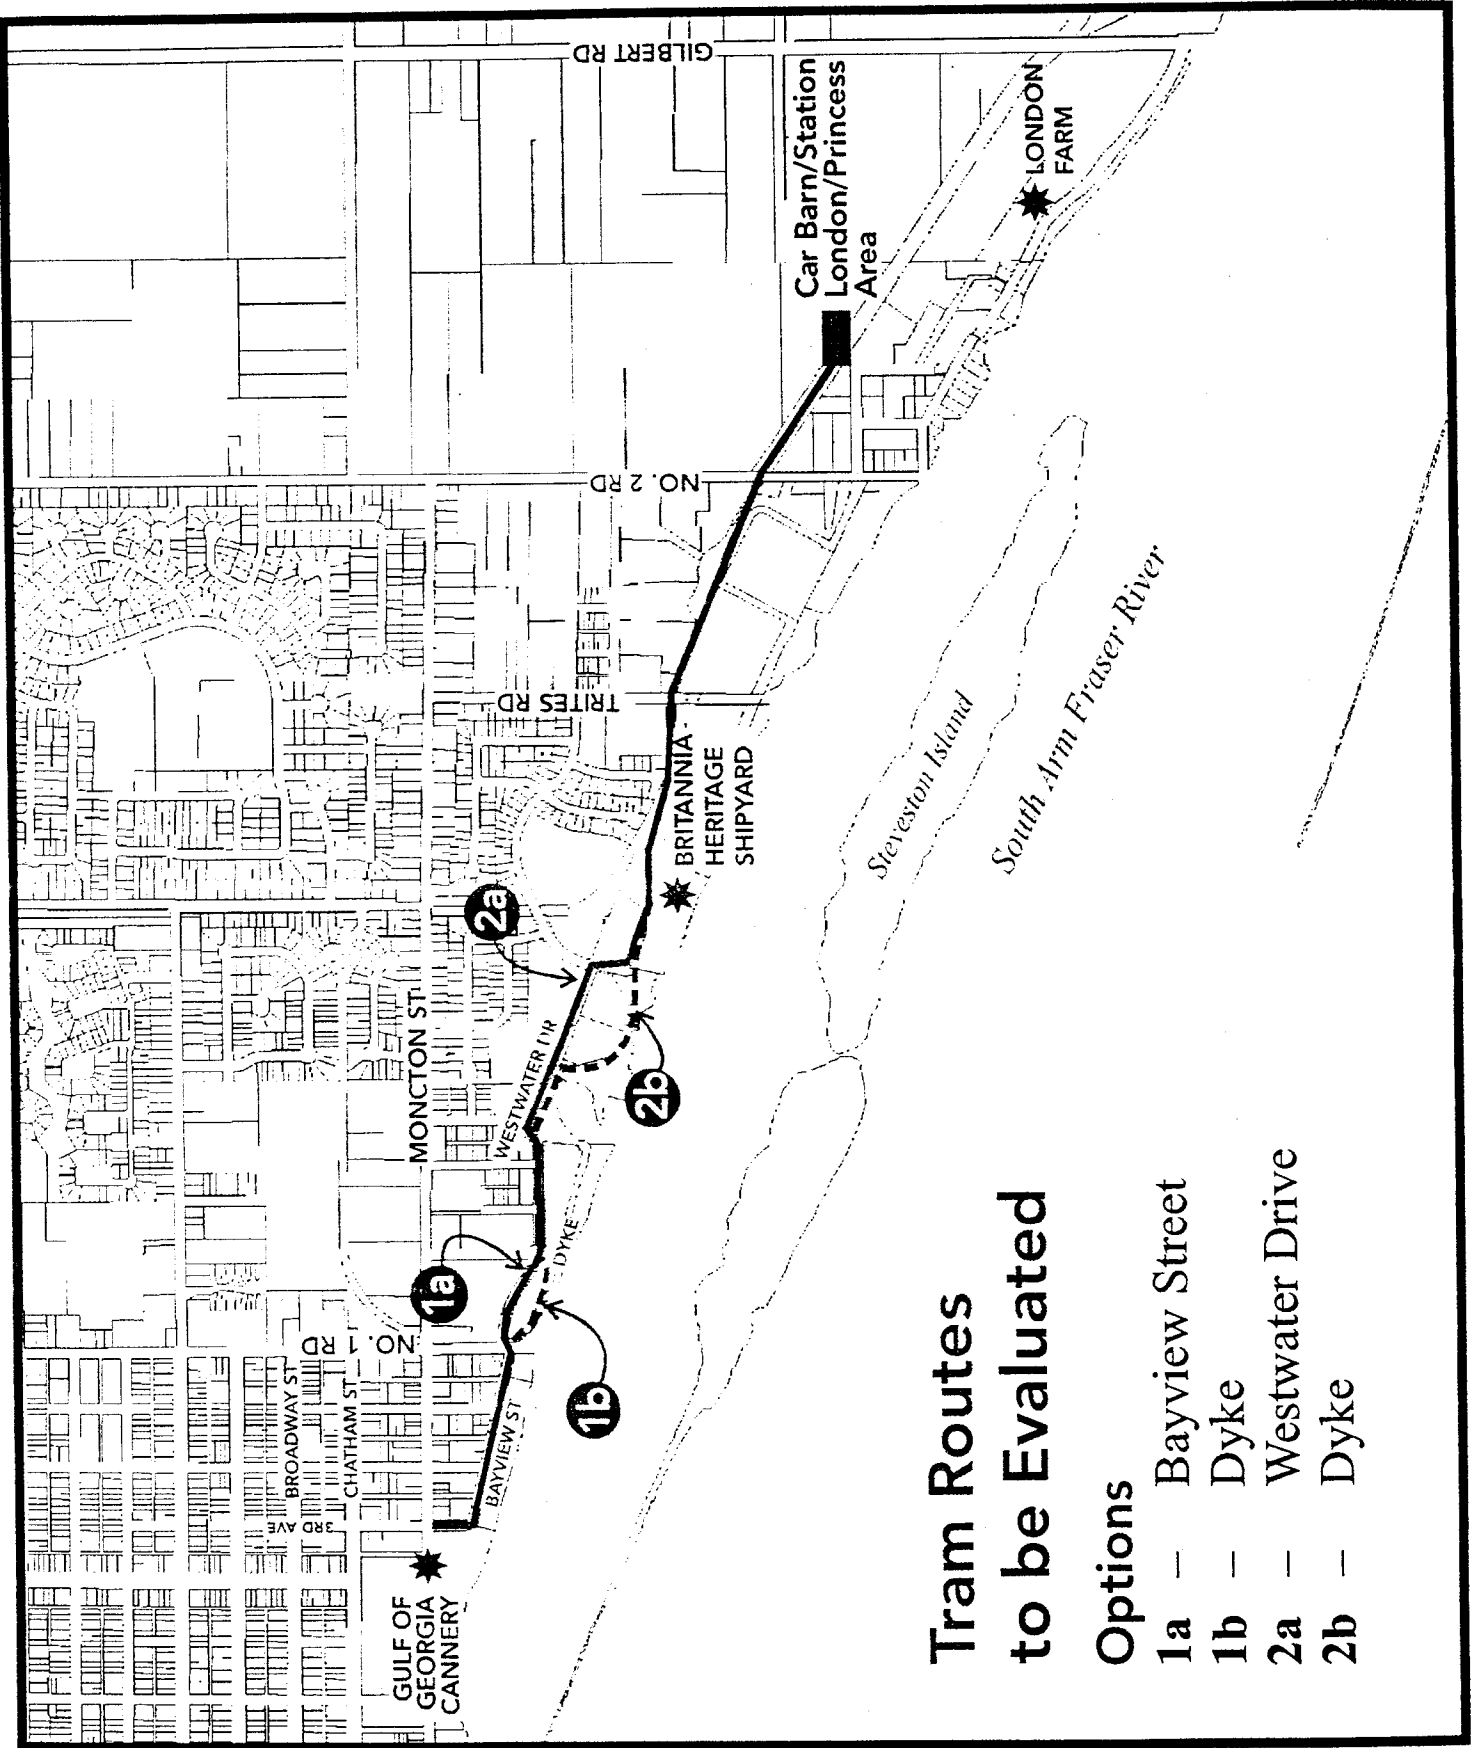 GILBERT RD
Car Barn/Station
London/Princess
Area
LONDON
FARM
NO. 2 RD
TRITES RD
BRITANNIA
HERITAGE
SHIPYARD
Steveston Island
South Arm Fraser River
2a
MONCTON ST
WESTWATER DR
2b
1a
DYKE
NO. 1 RD
BROADWAY ST
CHATHAM ST
3RD AVE
BAYVIEW ST
1b
GULF OF
GEORGIA
CANNERY
Tram Routes
to be Evaluated
Options
1a – Bayview Street
1b – Dyke
2a – Westwater Drive
2b – Dyke